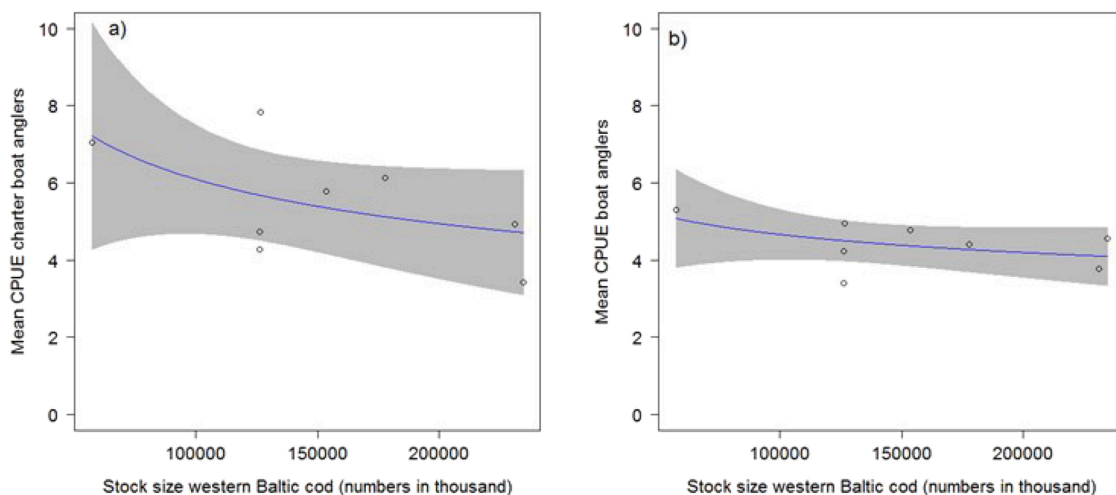 a)
Mean CPUE charter boat anglers
10
8
6
4
2
0
100000 150000 200000
Stock size western Baltic cod (numbers in thousand)
b)
Mean CPUE boat anglers
10
8
6
4
2
0
100000 150000 200000
Stock size western Baltic cod (numbers in thousand)